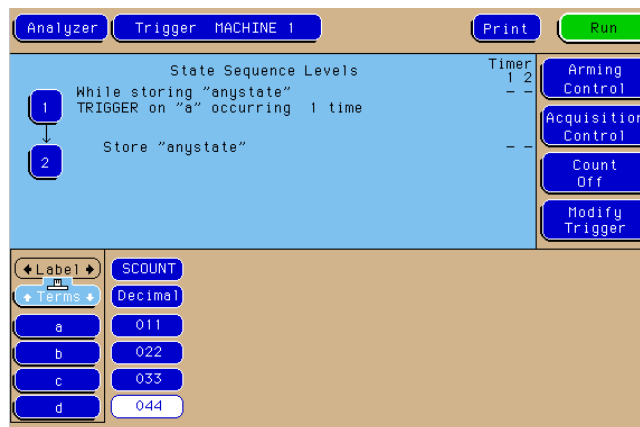 Analyzer Trigger MACHINE 1 Print Run
State Sequence Levels
Timer
1 2
1
While storing "anystate"
TRIGGER on "a" occurring 1 time
- -
2
Store "anystate"
- -
Arming
Control
Acquisition
Control
Count
Off
Modify
Trigger
Label SCOUNT
Terms Decimal
a 011
b 022
c 033
d 044